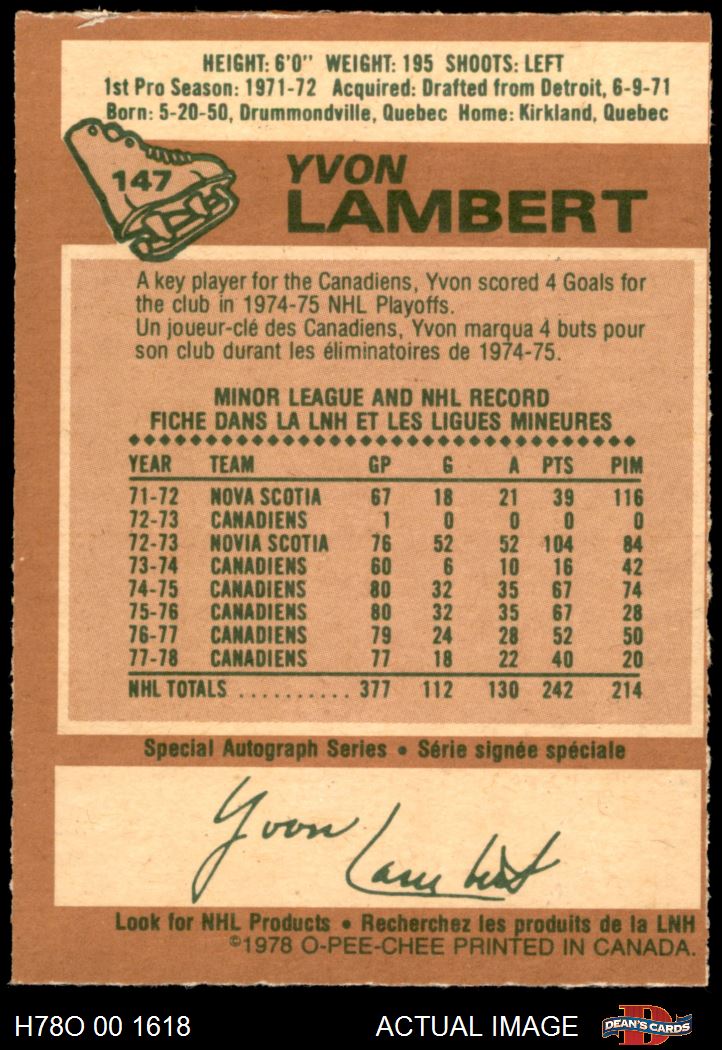 HEIGHT: 6'0" WEIGHT: 195 SHOOTS: LEFT
1st Pro Season: 1971-72 Acquired: Drafted from Detroit, 6-9-71
Born: 5-20-50, Drummondville, Quebec Home: Kirkland, Quebec
147
YVON
LAMBERT
A key player for the Canadiens, Yvon scored 4 Goals for
the club in 1974-75 NHL Playoffs.
Un joueur-clé des Canadiens, Yvon marqua 4 buts pour
son club durant les éliminatoires de 1974-75.
MINOR LEAGUE AND NHL RECORD
FICHE DANS LA LNH ET LES LIGUES MINEURES
YEAR TEAM GP G A PTS PIM
71-72 NOVA SCOTIA 67 18 21 39 116
72-73 CANADIENS 1 0 0 0 0
72-73 NOVIA SCOTIA 76 52 52 104 84
73-74 CANADIENS 60 6 10 16 42
74-75 CANADIENS 80 32 35 67 74
75-76 CANADIENS 80 32 35 67 28
76-77 CANADIENS 79 24 28 52 50
77-78 CANADIENS 77 18 22 40 20
NHL TOTALS .......... 377 112 130 242 214
Special Autograph Series • Série signée spéciale
Yvon Lambert
Look for NHL Products • Recherchez les produits de la LNH
©1978 O-PEE-CHEE PRINTED IN CANADA.
H78O 00 1618 ACTUAL IMAGE D DEAN'S CARDS